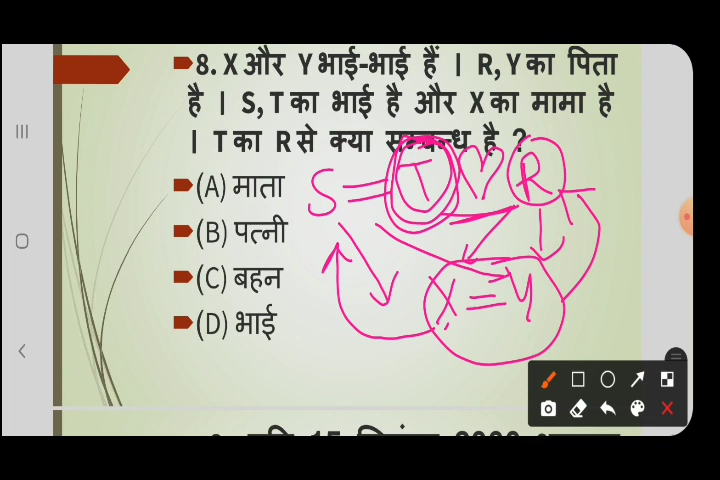 8. X और Y भाई-भाई हैं । R, Y का पिता
है । S, T का भाई है और X का मामा है
। T का R से क्या सम्बन्ध है ?
(A) माता
(B) पत्नी
(C) बहन
(D) भाई
S = T R
X = Y